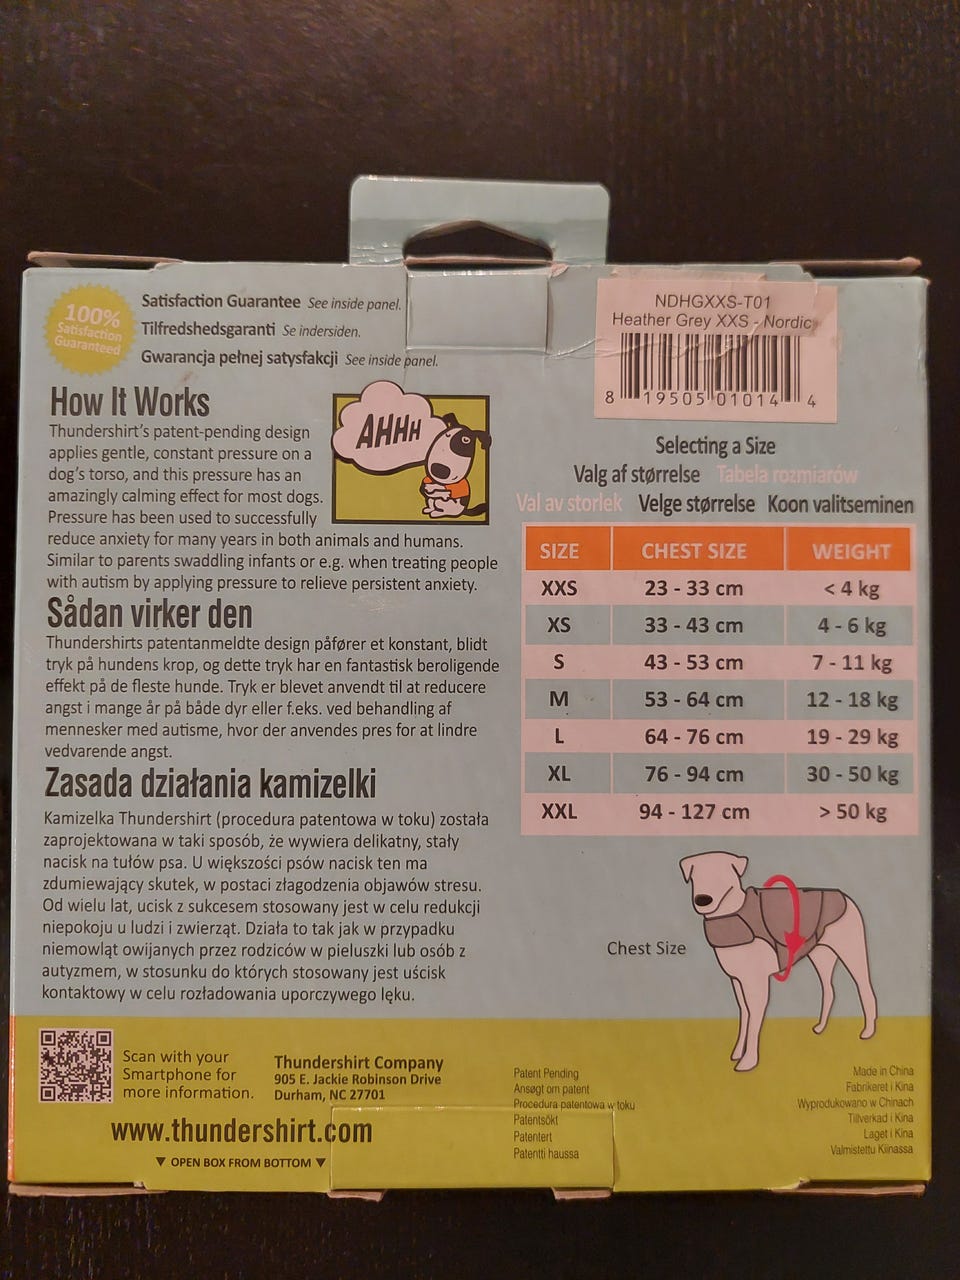 100%
Satisfaction
Guaranteed
Satisfaction Guarantee See inside panel.
Tilfredshedsgaranti Se indersiden.
Gwarancja pełnej satysfakcji See inside panel.
NDHGXXS-T01
Heather Grey XXS - Nordic
8 19505 01014 4
How It Works
Thundershirt's patent-pending design
applies gentle, constant pressure on a
dog's torso, and this pressure has an
amazingly calming effect for most dogs.
Pressure has been used to successfully
reduce anxiety for many years in both animals and humans.
Similar to parents swaddling infants or e.g. when treating people
with autism by applying pressure to relieve persistent anxiety.
AHHH
Sådan virker den
Thundershirts patentanmeldte design påfører et konstant, blidt
tryk på hundens krop, og dette tryk har en fantastisk beroligende
effekt på de fleste hunde. Tryk er blevet anvendt til at reducere
angst i mange år på både dyr eller f.eks. ved behandling af
mennesker med autisme, hvor der anvendes pres for at lindre
vedvarende angst.
Zasada działania kamizelki
Kamizelka Thundershirt (procedura patentowa w toku) została
zaprojektowana w taki sposób, że wywiera delikatny, stały
nacisk na tułów psa. U większości psów nacisk ten ma
zdumiewający skutek, w postaci złagodzenia objawów stresu.
Od wielu lat, ucisk z sukcesem stosowany jest w celu redukcji
niepokoju u ludzi i zwierząt. Działa to tak jak w przypadku
niemowląt owijanych przez rodziców w pieluszki lub osób z
autyzmem, w stosunku do których stosowany jest uścisk
kontaktowy w celu rozładowania uporczywego lęku.
Selecting a Size
Valg af størrelse Tabela rozmiarów
Val av storlek Velge størrelse Koon valitseminen
SIZE CHEST SIZE WEIGHT
XXS 23 - 33 cm < 4 kg
XS 33 - 43 cm 4 - 6 kg
S 43 - 53 cm 7 - 11 kg
M 53 - 64 cm 12 - 18 kg
L 64 - 76 cm 19 - 29 kg
XL 76 - 94 cm 30 - 50 kg
XXL 94 - 127 cm > 50 kg
Chest Size
Scan with your
Smartphone for
more information.
Thundershirt Company
905 E. Jackie Robinson Drive
Durham, NC 27701
www.thundershirt.com
▼ OPEN BOX FROM BOTTOM ▼
Patent Pending
Ansøgt om patent
Procedura patentowa w toku
Patentsökt
Patentert
Patentti haussa
Made in China
Fabrikeret i Kina
Wyprodukowano w Chinach
Tillverkad i Kina
Laget i Kina
Valmistettu Kiinassa